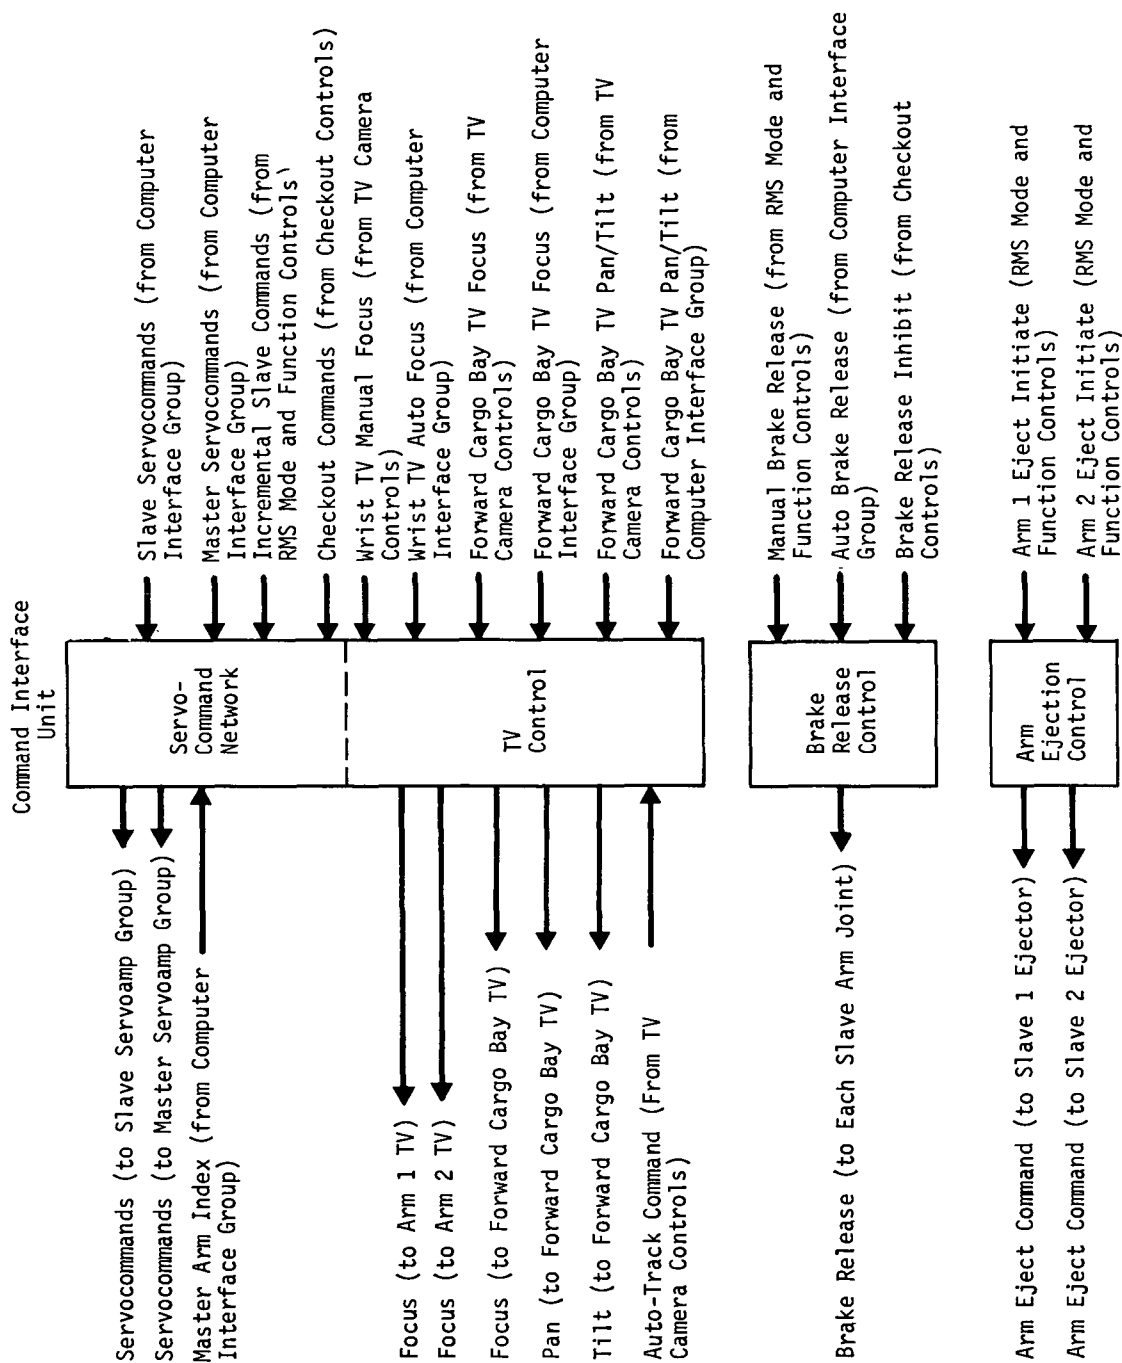 Command Interface
Unit
Servocommands (to Slave Servoamp Group)
Servocommands (to Master Servoamp Group)
Master Arm Index (from Computer
Interface Group)
Servo-
Command
Network
Slave Servocommands (from Computer
Interface Group)
Master Servocommands (from Computer
Interface Group)
Incremental Slave Commands (from
RMS Mode and Function Controls)
Checkout Commands (from Checkout Controls)
Focus (to Arm 1 TV)
Focus (to Arm 2 TV)
Focus (to Forward Cargo Bay TV)
Pan (to Forward Cargo Bay TV)
Tilt (to Forward Cargo Bay TV)
Auto-Track Command (From TV
Camera Controls)
TV
Control
Wrist TV Manual Focus (from TV Camera
Controls)
Wrist TV Auto Focus (from Computer
Interface Group)
Forward Cargo Bay TV Focus (from TV
Camera Controls)
Forward Cargo Bay TV Focus (from Computer
Interface Group)
Forward Cargo Bay TV Pan/Tilt (from TV
Camera Controls)
Forward Cargo Bay TV Pan/Tilt (from
Computer Interface Group)
Brake Release (to Each Slave Arm Joint)
Brake
Release
Control
Manual Brake Release (from RMS Mode and
Function Controls)
Auto Brake Release (from Computer Interface
Group)
Brake Release Inhibit (from Checkout
Controls)
Arm Eject Command (to Slave 1 Ejector)
Arm Eject Command (to Slave 2 Ejector)
Arm
Ejection
Control
Arm 1 Eject Initiate (RMS Mode and
Function Controls)
Arm 2 Eject Initiate (RMS Mode and
Function Controls)